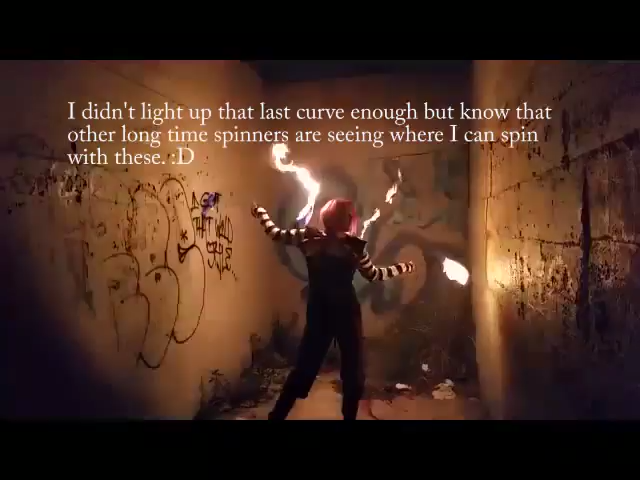 I didn't light up that last curve enough but know that
other long time spinners are seeing where I can spin
with these. :D